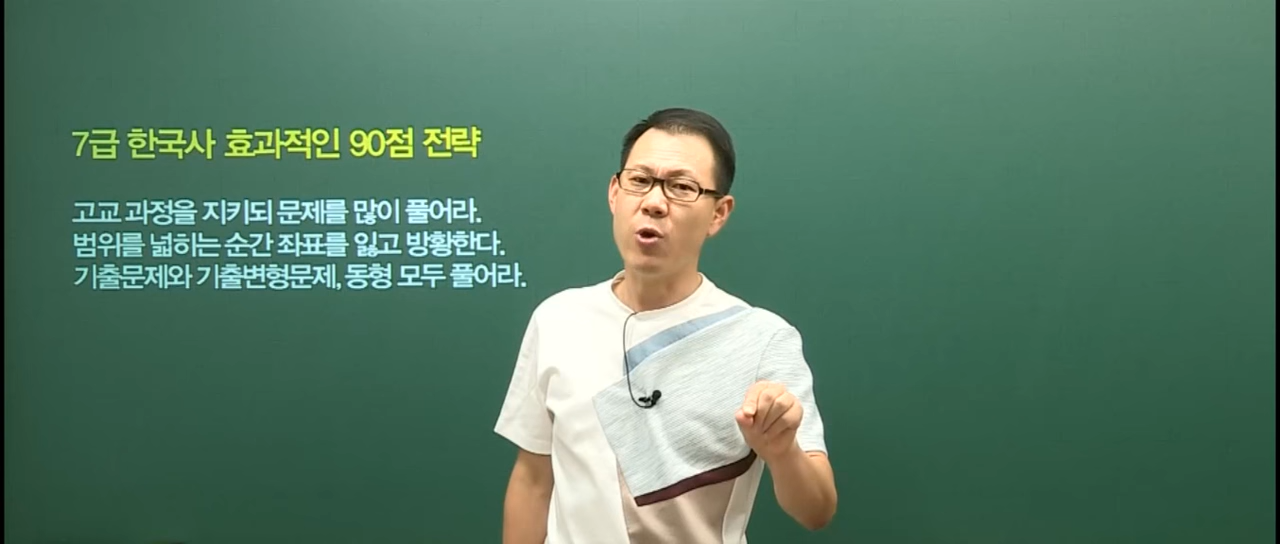 7급 한국사 효과적인 90점 전략
고교 과정을 지키되 문제를 많이 풀어라.
범위를 넓히는 순간 좌표를 잃고 방황한다.
기출문제와 기출변형문제, 동형 모두 풀어라.